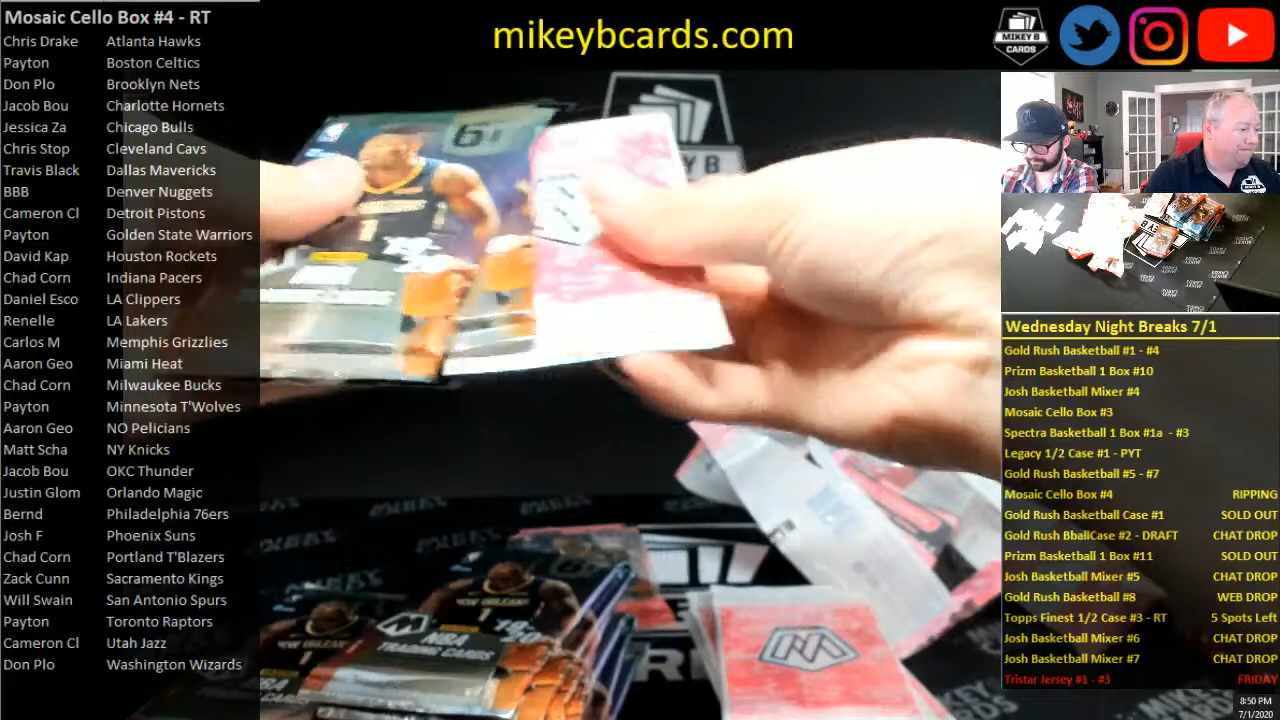 Mosaic Cello Box #4 - RT
Chris Drake Atlanta Hawks
Payton Boston Celtics
Don Plo Brooklyn Nets
Jacob Bou Charlotte Hornets
Jessica Za Chicago Bulls
Chris Stop Cleveland Cavs
Travis Black Dallas Mavericks
BBB Denver Nuggets
Cameron Cl Detroit Pistons
Payton Golden State Warriors
David Kap Houston Rockets
Chad Corn Indiana Pacers
Daniel Esco LA Clippers
Renelle LA Lakers
Carlos M Memphis Grizzlies
Aaron Geo Miami Heat
Chad Corn Milwaukee Bucks
Payton Minnesota T'Wolves
Aaron Geo NO Pelicians
Matt Scha NY Knicks
Jacob Bou OKC Thunder
Justin Glom Orlando Magic
Bernd Philadelphia 76ers
Josh F Phoenix Suns
Chad Corn Portland T'Blazers
Zack Cunn Sacramento Kings
Will Swain San Antonio Spurs
Payton Toronto Raptors
Cameron Cl Utah Jazz
Don Plo Washington Wizards
mikeybcards.com
MIKEY B
CARDS
NEW ORLEANS
1
19-20
NBA
TRADING CARDS
Wednesday Night Breaks 7/1
Gold Rush Basketball #1 - #4
Prizm Basketball 1 Box #10
Josh Basketball Mixer #4
Mosaic Cello Box #3
Spectra Basketball 1 Box #1a - #3
Legacy 1/2 Case #1 - PYT
Gold Rush Basketball #5 - #7
Mosaic Cello Box #4 RIPPING
Gold Rush Basketball Case #1 SOLD OUT
Gold Rush BballCase #2 - DRAFT CHAT DROP
Prizm Basketball 1 Box #11 SOLD OUT
Josh Basketball Mixer #5 CHAT DROP
Gold Rush Basketball #8 WEB DROP
Topps Finest 1/2 Case #3 - RT 5 Spots Left
Josh Basketball Mixer #6 CHAT DROP
Josh Basketball Mixer #7 CHAT DROP
Tristar Jersey #1 - #3 FRIDAY
8:50 PM
7/1/2020